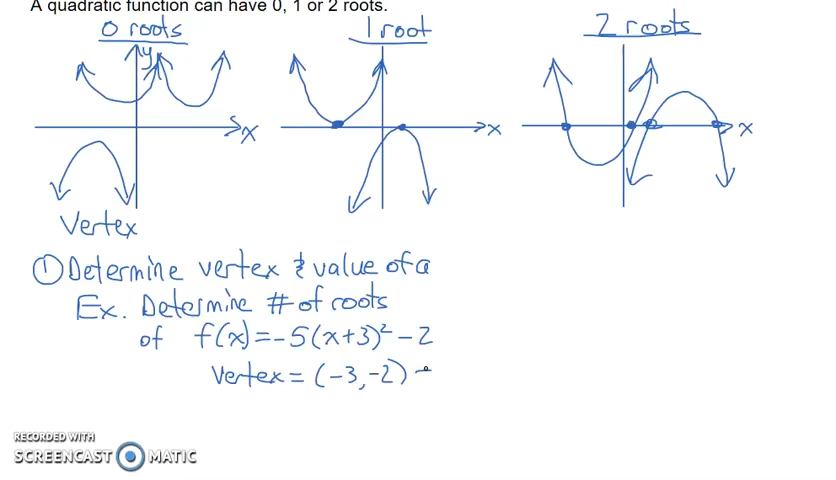 A quadratic function can have 0, 1 or 2 roots.
0 roots
1 root
2 roots
y
x
x
x
Vertex
① Determine vertex & value of a
Ex. Determine # of roots
of f(x)=-5(x+3)²-2
Vertex=(-3,-2)
RECORDED WITH
SCREENCAST MATIC